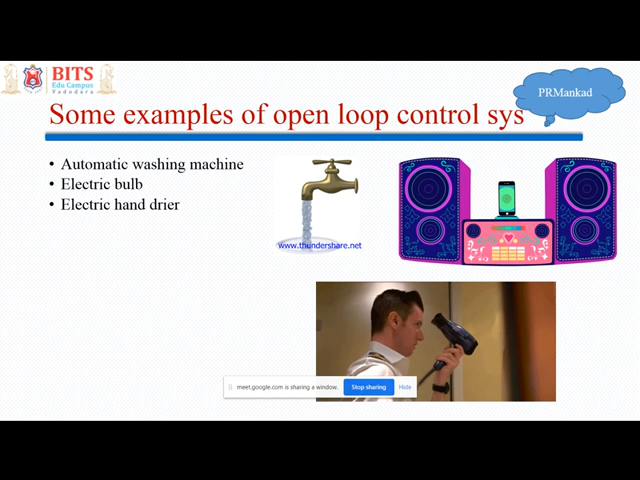 BITS
Edu Campus
Vadodara
PRMankad
Some examples of open loop control sys
• Automatic washing machine
• Electric bulb
• Electric hand drier
www.thundershare.net
meet.google.com is sharing a window.
Stop sharing
Hide